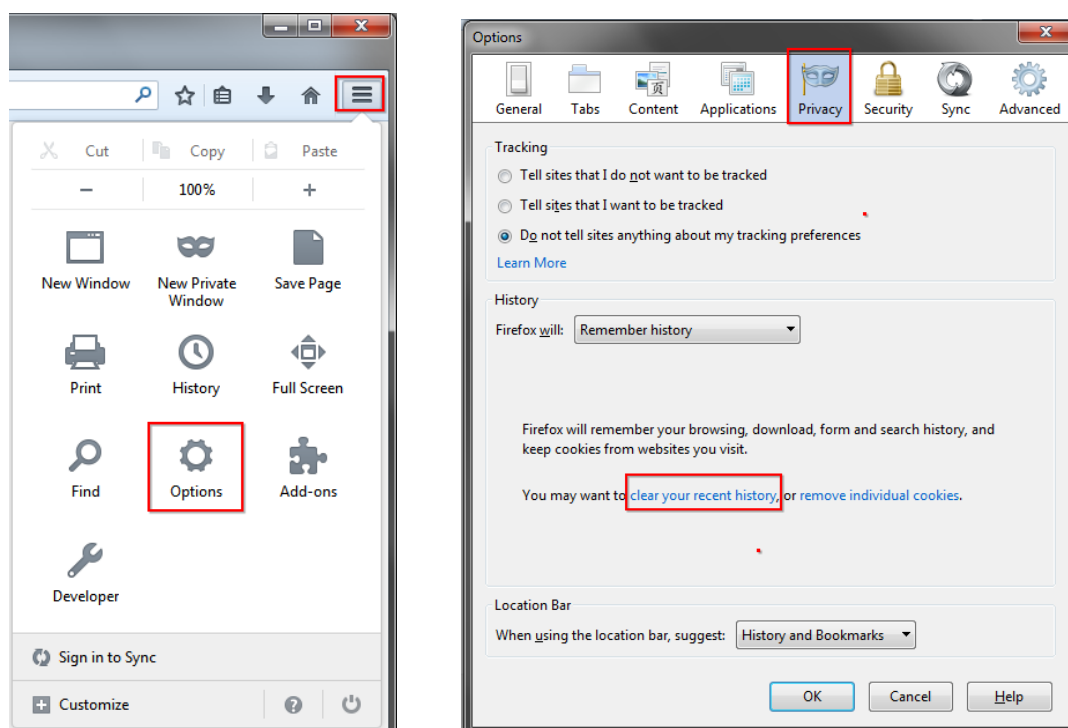 Cut Copy Paste
100%
New Window New Private Window Save Page
Print History Full Screen
Find Options Add-ons
Developer
Sign in to Sync
Customize
Options
General Tabs Content Applications Privacy Security Sync Advanced
Tracking
Tell sites that I do not want to be tracked
Tell sites that I want to be tracked
Do not tell sites anything about my tracking preferences
Learn More
History
Firefox will: Remember history
Firefox will remember your browsing, download, form and search history, and
keep cookies from websites you visit.
You may want to clear your recent history, or remove individual cookies.
Location Bar
When using the location bar, suggest: History and Bookmarks
OK Cancel Help